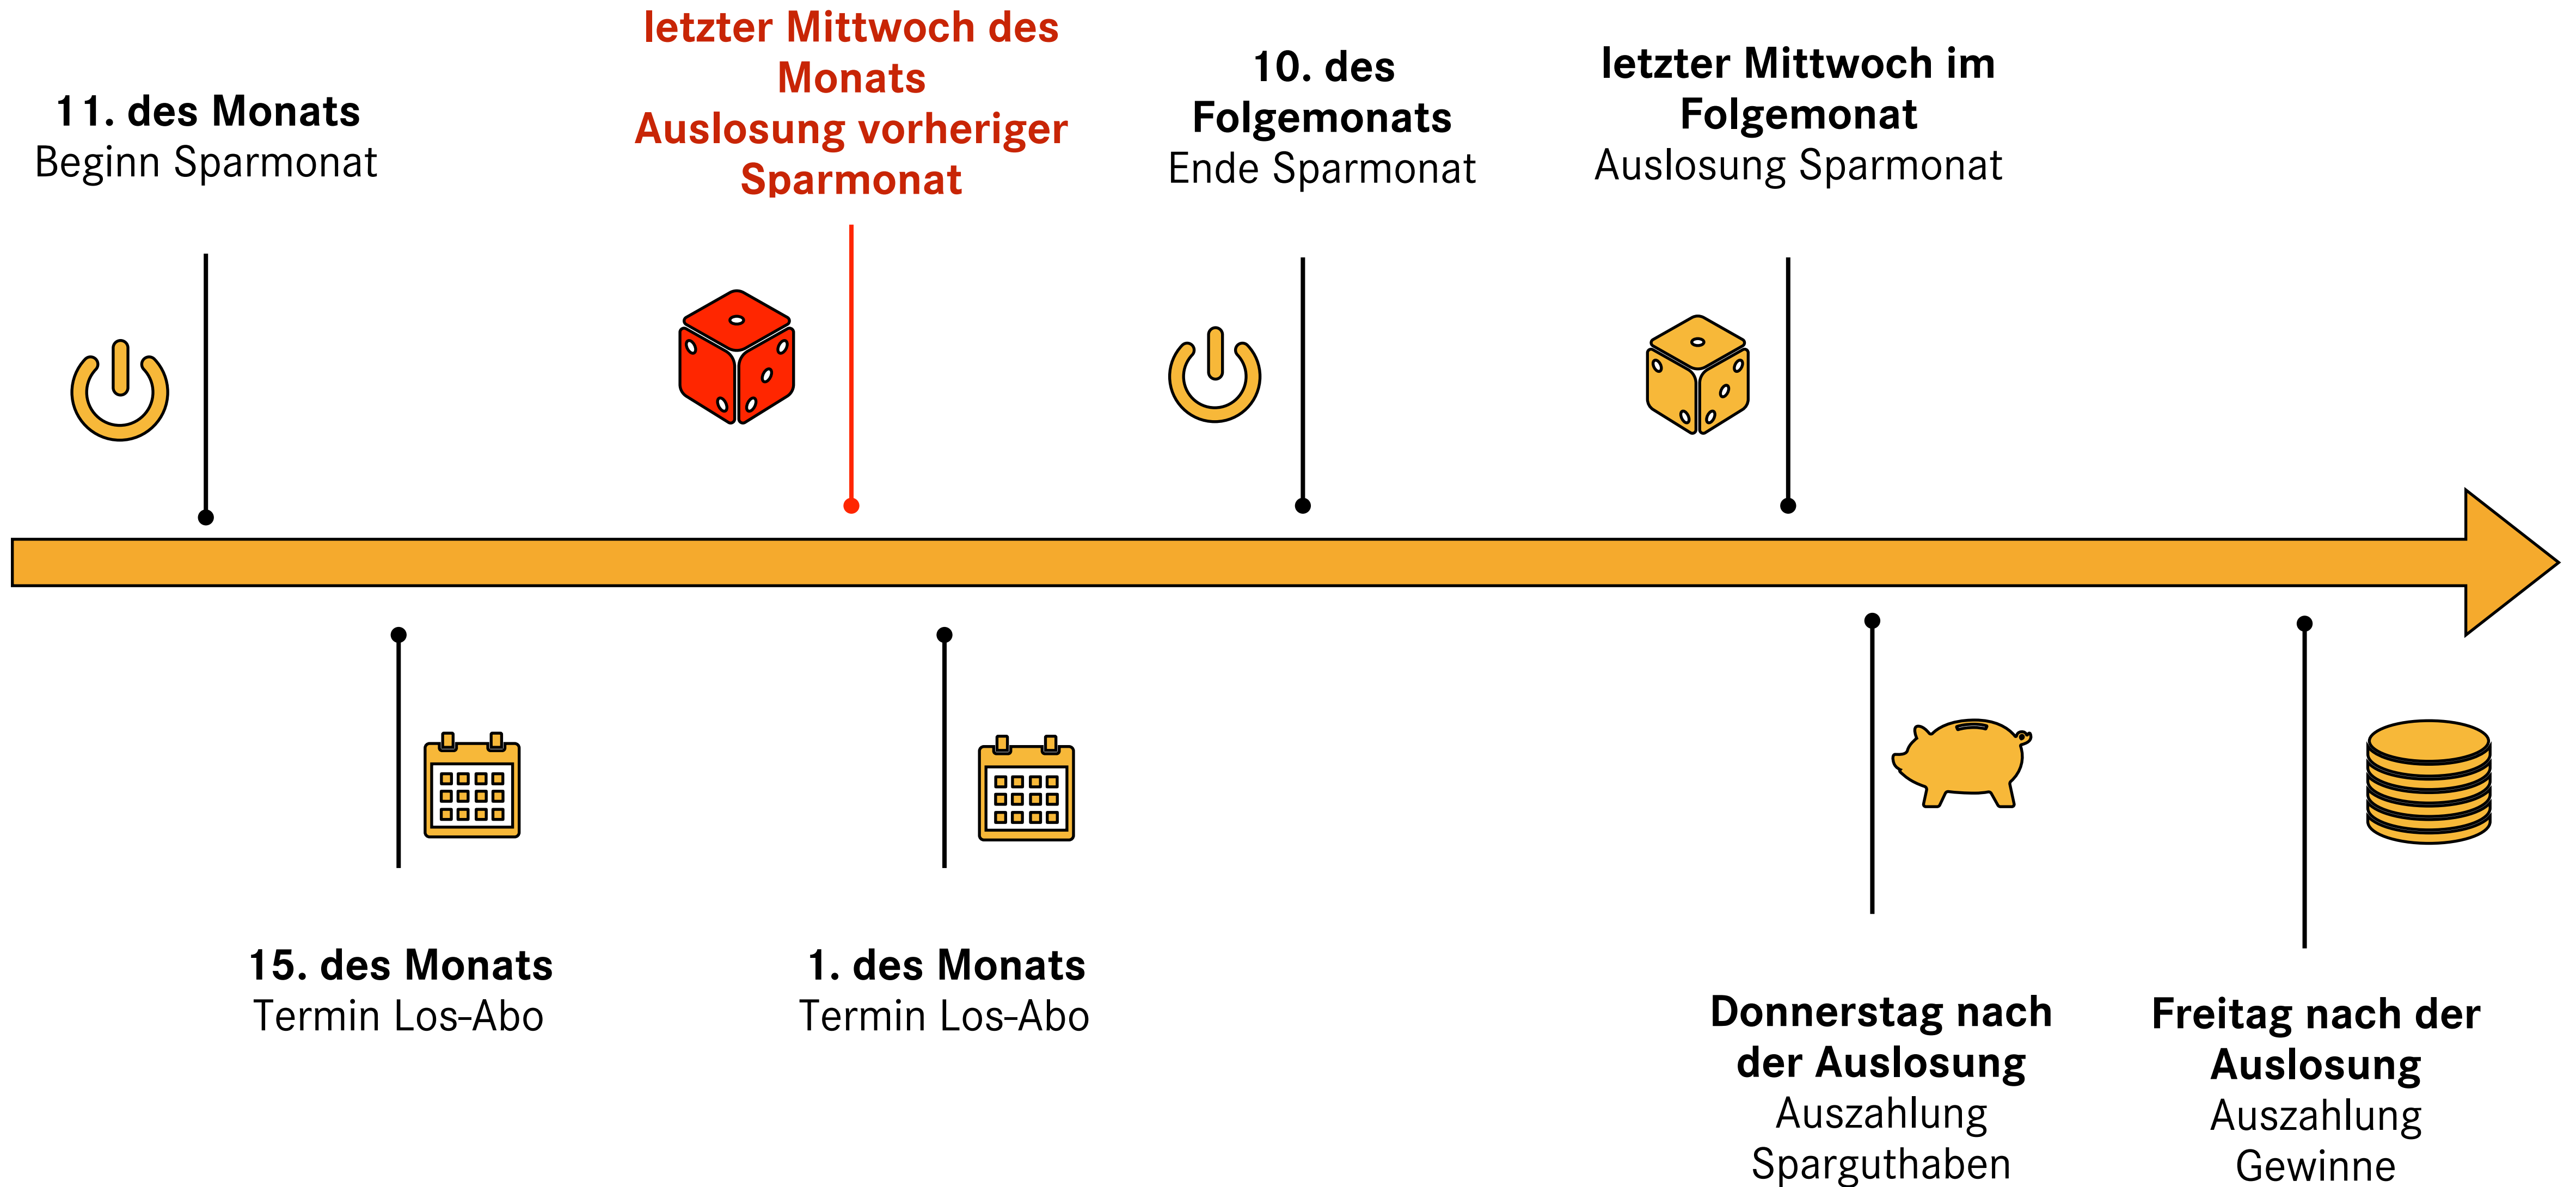 11. des Monats
Beginn Sparmonat
letzter Mittwoch des
Monats
Auslosung vorheriger
Sparmonat
10. des
Folgemonats
Ende Sparmonat
letzter Mittwoch im
Folgemonat
Auslosung Sparmonat
15. des Monats
Termin Los-Abo
1. des Monats
Termin Los-Abo
Donnerstag nach
der Auslosung
Auszahlung
Sparguthaben
Freitag nach der
Auslosung
Auszahlung
Gewinne